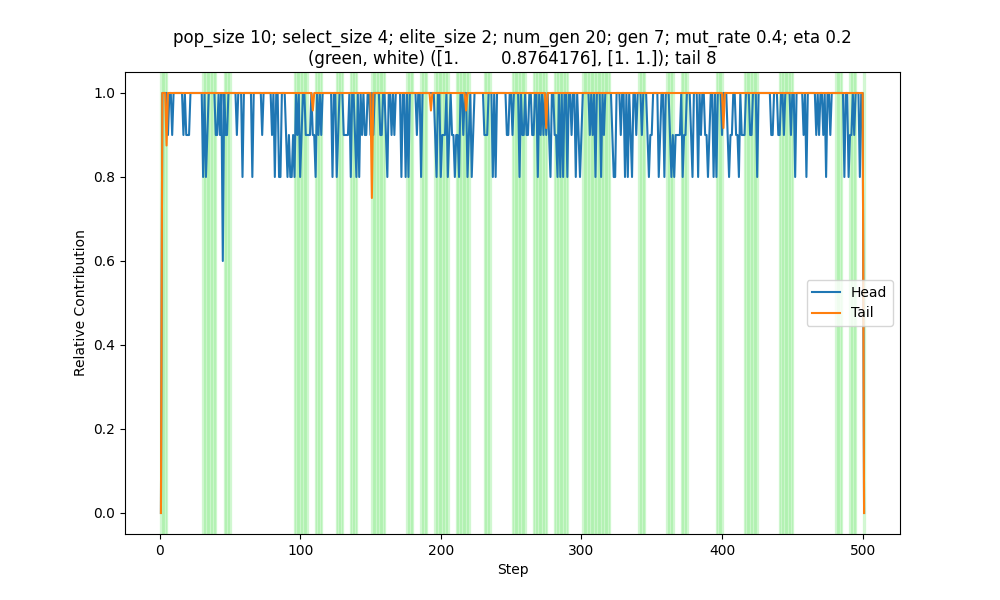 pop_size 10; select_size 4; elite_size 2; num_gen 20; gen 7; mut_rate 0.4; eta 0.2
(green, white) ([1. 0.8764176], [1. 1.]); tail 8
1.0
0.8
0.6
0.4
0.2
0.0
Relative Contribution
Head
Tail
0
100
200
300
400
500
Step